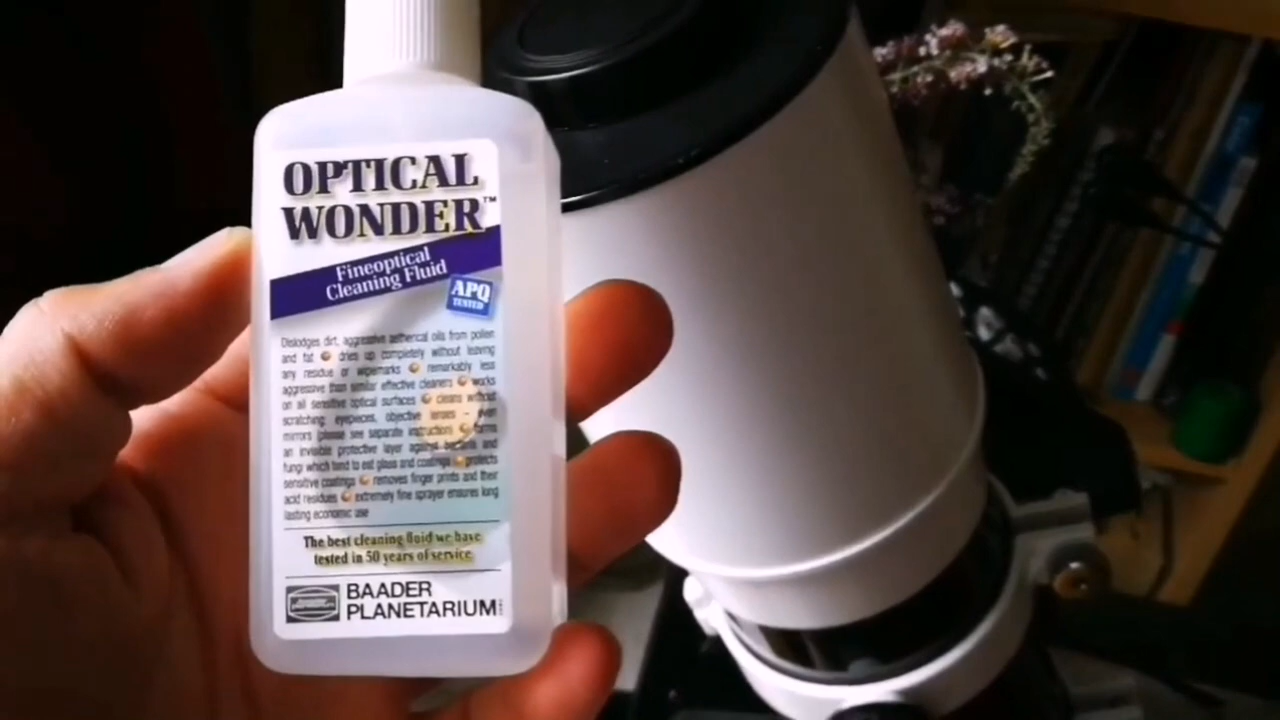 OPTICAL
WONDER™
Fineoptical
Cleaning Fluid
APQ
TESTED
Dislodges dirt, aggressive aetherical oils from pollen
and fat • dries up completely without leaving
any residue or wipemarks • remarkably less
aggressive than similar effective cleaners • works
on all sensitive optical surfaces • cleans without
scratching: eyepieces, objective lenses - even
mirrors (please see separate instruction) • forms
an invisible protective layer against bacteria and
fungi which tend to eat glass and coatings • protects
sensitive coatings • removes finger prints and their
acid residues • extremely fine sprayer ensures long
lasting economic use
The best cleaning fluid we have
tested in 50 years of service
BAADER
PLANETARIUM